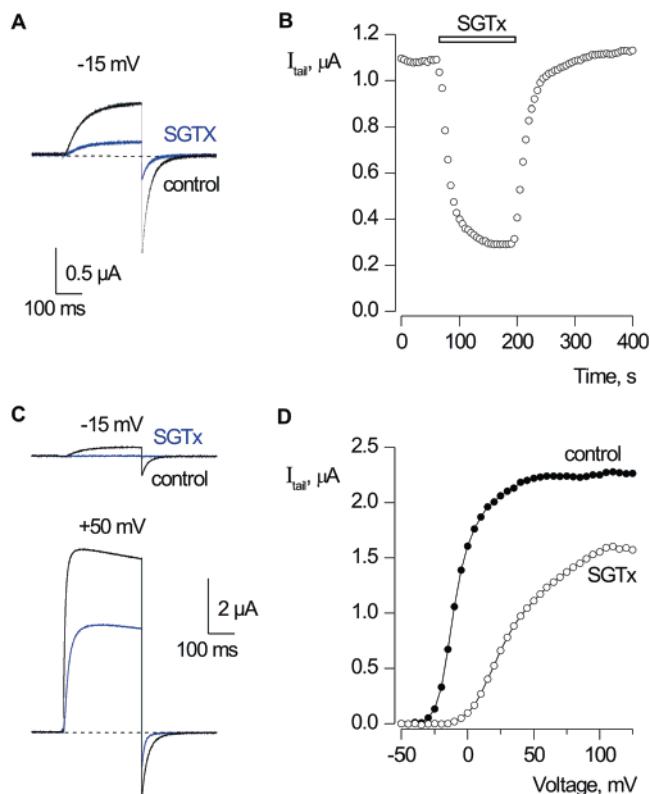 A
-15 mV
SGTX
control
0.5 µA
100 ms
B
SGTx
I_tail, µA
1.2
1.0
0.8
0.6
0.4
0.2
0.0
0 100 200 300 400
Time, s
C
-15 mV
SGTx
control
+50 mV
2 µA
100 ms
D
I_tail, µA
control
SGTx
2.5
2.0
1.5
1.0
0.5
0.0
-50 0 50 100
Voltage, mV